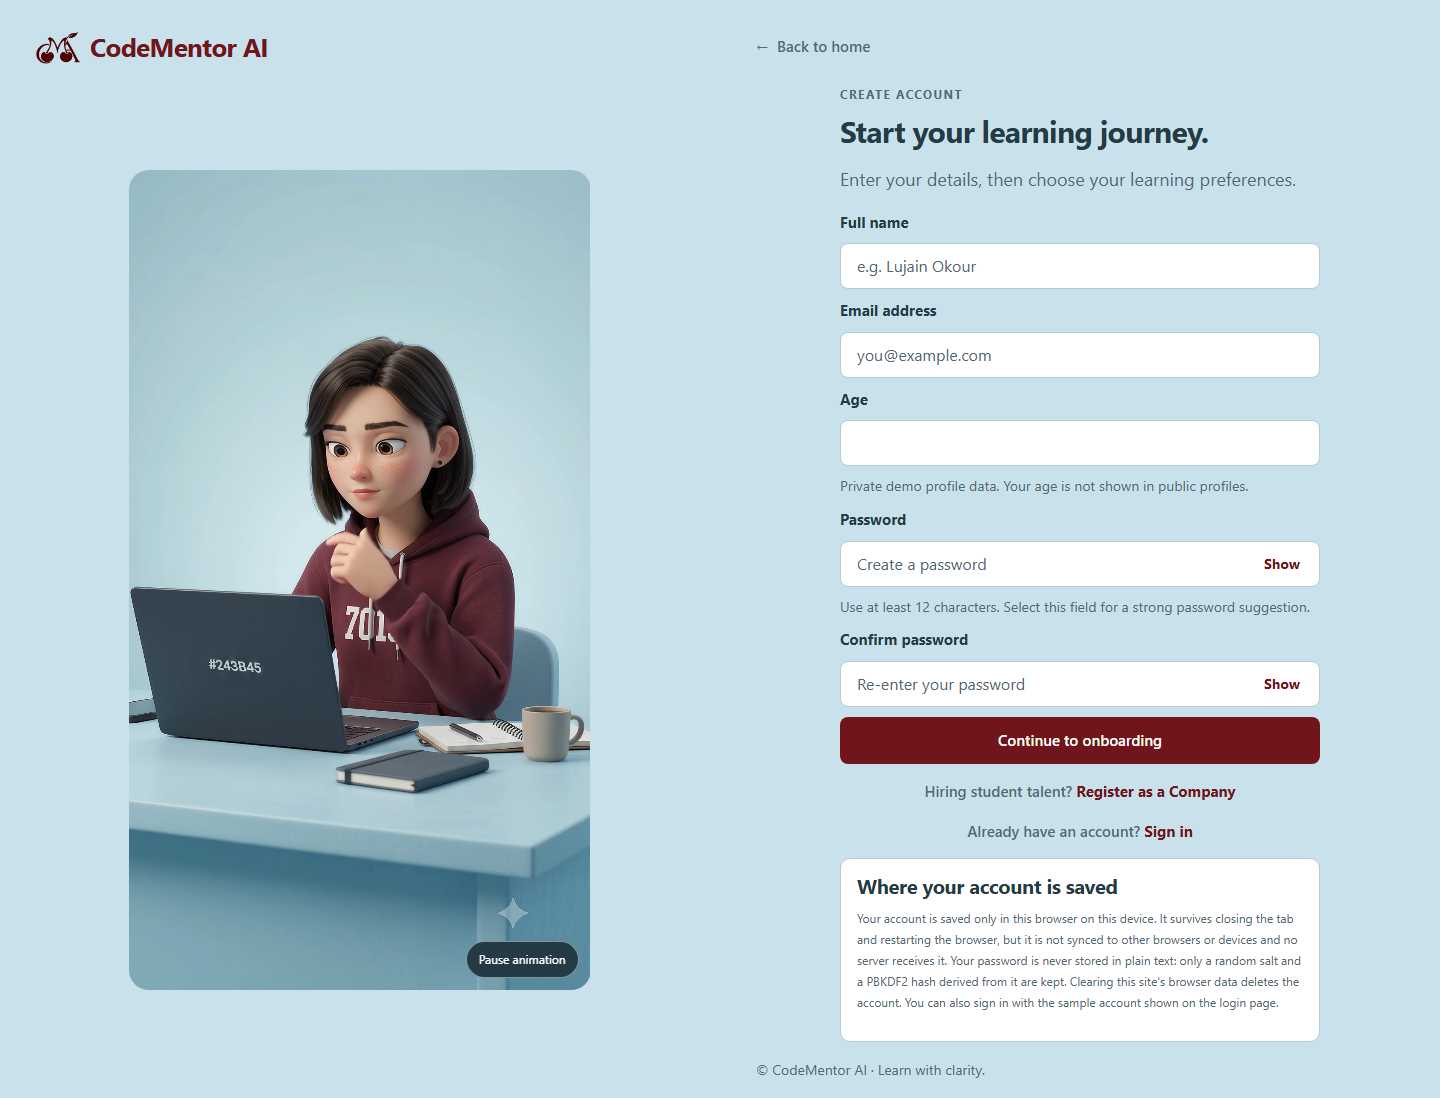 CodeMentor AI
← Back to home
CREATE ACCOUNT
Start your learning journey.
Enter your details, then choose your learning preferences.
Full name
e.g. Lujain Okour
Email address
you@example.com
Age
Private demo profile data. Your age is not shown in public profiles.
Password
Create a password Show
Use at least 12 characters. Select this field for a strong password suggestion.
Confirm password
Re-enter your password Show
Continue to onboarding
Hiring student talent? Register as a Company
Already have an account? Sign in
Where your account is saved
Your account is saved only in this browser on this device. It survives closing the tab
and restarting the browser, but it is not synced to other browsers or devices and no
server receives it. Your password is never stored in plain text: only a random salt and
a PBKDF2 hash derived from it are kept. Clearing this site's browser data deletes the
account. You can also sign in with the sample account shown on the login page.
© CodeMentor AI · Learn with clarity.
701
#243B45
Pause animation